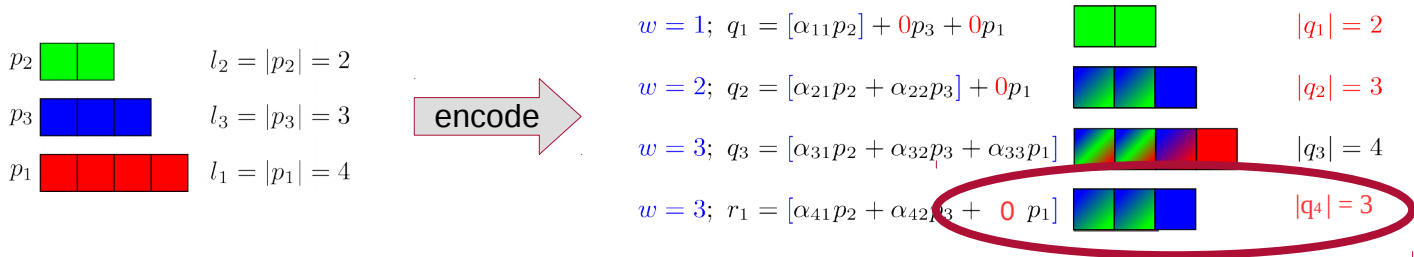 p₂ l₂ = |p₂| = 2
p₃ l₃ = |p₃| = 3
p₁ l₁ = |p₁| = 4
encode
w = 1; q₁ = [α₁₁p₂] + 0p₃ + 0p₁ |q₁| = 2
w = 2; q₂ = [α₂₁p₂ + α₂₂p₃] + 0p₁ |q₂| = 3
w = 3; q₃ = [α₃₁p₂ + α₃₂p₃ + α₃₃p₁] |q₃| = 4
w = 3; r₁ = [α₄₁p₂ + α₄₂p₃ + 0 p₁] |q₄| = 3